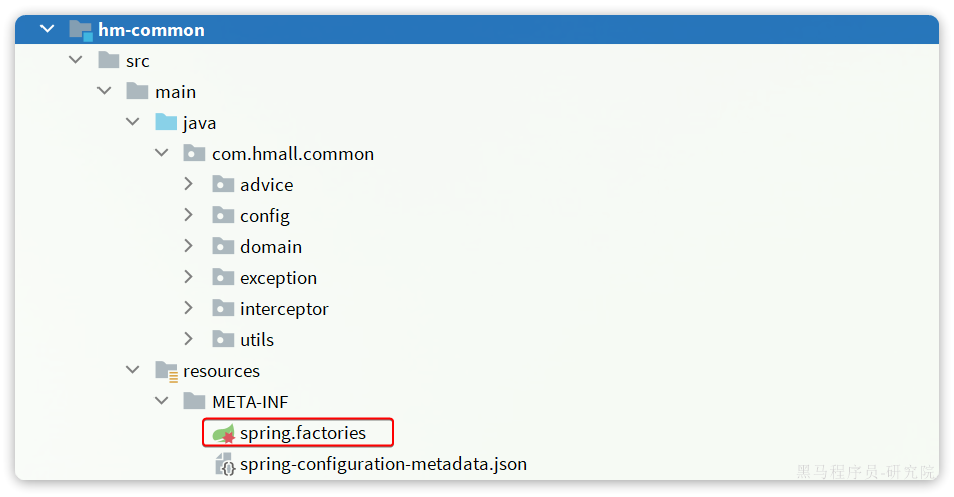 hm-common
src
main
java
com.hmall.common
advice
config
domain
exception
interceptor
utils
resources
META-INF
spring.factories
spring-configuration-metadata.json
黑马程序员-研究院